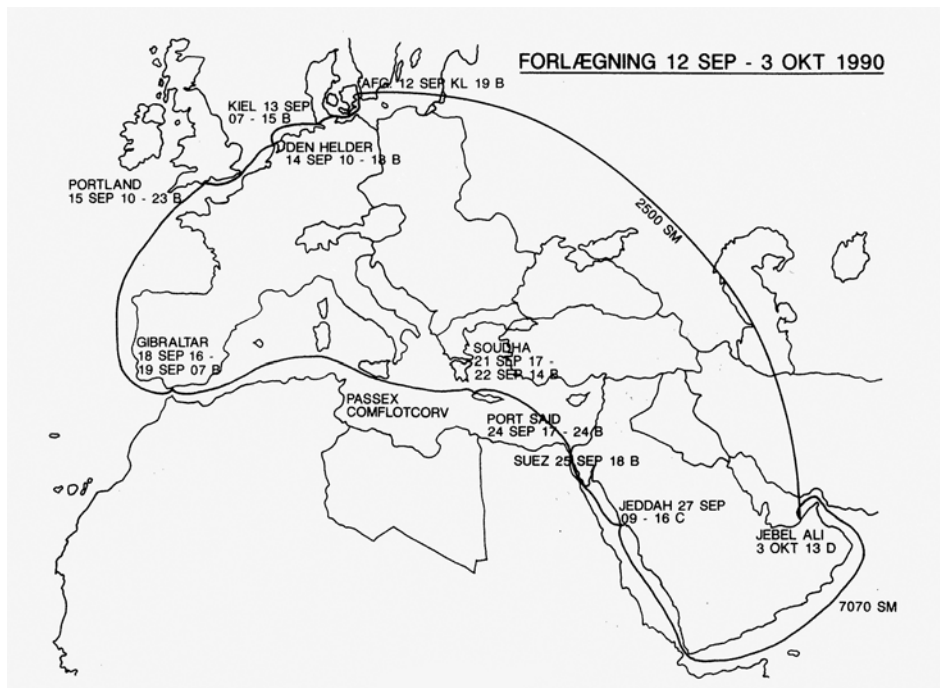 FORLÆGNING 12 SEP - 3 OKT 1990
AFG. 12 SEP KL 19 B
KIEL 13 SEP
07 - 15 B
DEN HELDER
14 SEP 10 - 18 B
PORTLAND
15 SEP 10 - 23 B
2500 SM
GIBRALTAR
18 SEP 16 -
19 SEP 07 B
SOUDHA
21 SEP 17 -
22 SEP 14 B
PASSEX
COMFLOTCORV
PORT SAID
24 SEP 17 - 24 B
SUEZ 25 SEP 18 B
JEDDAH 27 SEP
09 - 16 C
JEBEL ALI
3 OKT 13 D
7070 SM